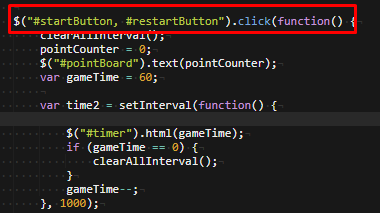 $("#startButton, #restartButton").click(function() {
clearAllInterval();
pointCounter = 0;
$("#pointBoard").text(pointCounter);
var gameTime = 60;
var time2 = setInterval(function() {
$("#timer").html(gameTime);
if (gameTime == 0) {
clearAllInterval();
}
gameTime--;
}, 1000);